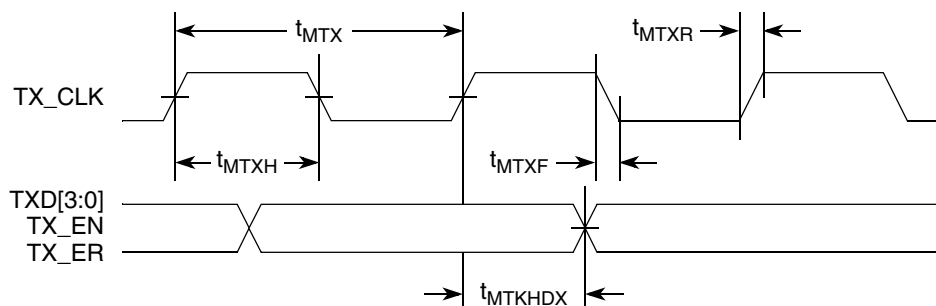 tMTX
tMTXR
TX_CLK
tMTXH
tMTXF
TXD[3:0]
TX_EN
TX_ER
tMTKHDX